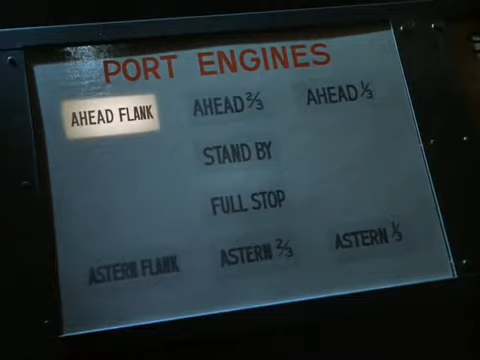 PORT ENGINES
AHEAD FLANK AHEAD 2/3 AHEAD 1/3
STAND BY
FULL STOP
ASTERN FLANK ASTERN 2/3 ASTERN 1/3